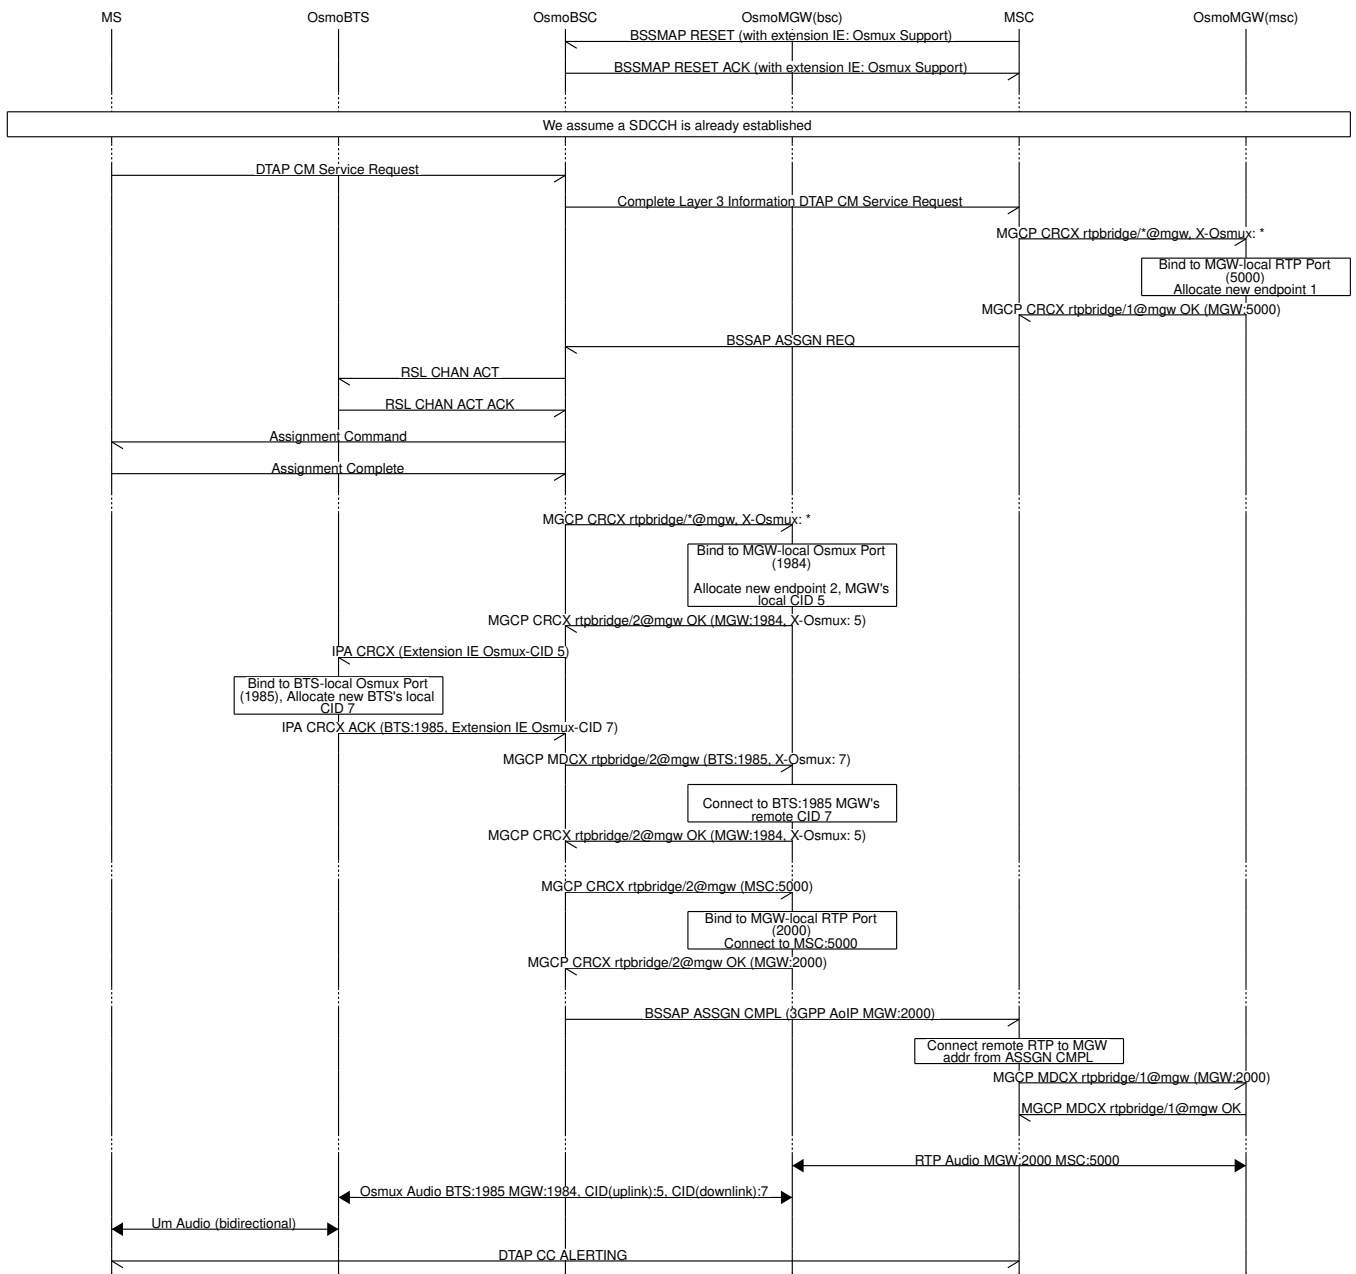 MS OsmoBTS OsmoBSC OsmoMGW(bsc) MSC OsmoMGW(msc)
BSSMAP RESET (with extension IE: Osmux Support)
BSSMAP RESET ACK (with extension IE: Osmux Support)
We assume a SDCCH is already established
DTAP CM Service Request
Complete Layer 3 Information DTAP CM Service Request
MGCP CRCX rtpbridge/*@mgw, X-Osmux: *
Bind to MGW-local RTP Port
(5000)
Allocate new endpoint 1
MGCP CRCX rtpbridge/1@mgw OK (MGW:5000)
BSSAP ASSGN REQ
RSL CHAN ACT
RSL CHAN ACT ACK
Assignment Command
Assignment Complete
MGCP CRCX rtpbridge/*@mgw, X-Osmux: *
Bind to MGW-local Osmux Port
(1984)
Allocate new endpoint 2, MGW's
local CID 5
MGCP CRCX rtpbridge/2@mgw OK (MGW:1984, X-Osmux: 5)
IPA CRCX (Extension IE Osmux-CID 5)
Bind to BTS-local Osmux Port
(1985), Allocate new BTS's local
CID 7
IPA CRCX ACK (BTS:1985, Extension IE Osmux-CID 7)
MGCP MDCX rtpbridge/2@mgw (BTS:1985, X-Osmux: 7)
Connect to BTS:1985 MGW's
remote CID 7
MGCP CRCX rtpbridge/2@mgw OK (MGW:1984, X-Osmux: 5)
MGCP CRCX rtpbridge/2@mgw (MSC:5000)
Bind to MGW-local RTP Port
(2000)
Connect to MSC:5000
MGCP CRCX rtpbridge/2@mgw OK (MGW:2000)
BSSAP ASSGN CMPL (3GPP AoIP MGW:2000)
Connect remote RTP to MGW
addr from ASSGN CMPL
MGCP MDCX rtpbridge/1@mgw (MGW:2000)
MGCP MDCX rtpbridge/1@mgw OK
RTP Audio MGW:2000 MSC:5000
Osmux Audio BTS:1985 MGW:1984, CID(uplink):5, CID(downlink):7
Um Audio (bidirectional)
DTAP CC ALERTING